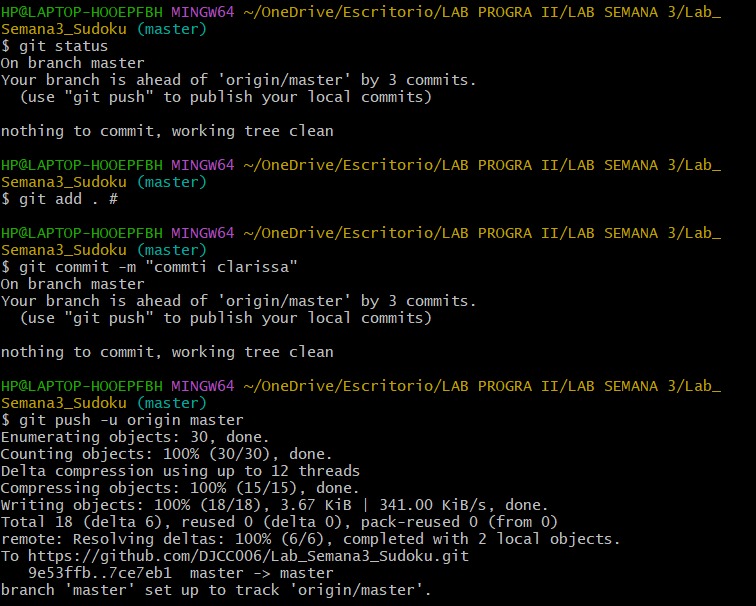 HP@LAPTOP-HOOEPFBH MINGW64 ~/OneDrive/Escritorio/LAB PROGRA II/LAB SEMANA 3/Lab_
Semana3_Sudoku (master)
$ git status
On branch master
Your branch is ahead of 'origin/master' by 3 commits.
  (use "git push" to publish your local commits)

nothing to commit, working tree clean

HP@LAPTOP-HOOEPFBH MINGW64 ~/OneDrive/Escritorio/LAB PROGRA II/LAB SEMANA 3/Lab_
Semana3_Sudoku (master)
$ git add . #

HP@LAPTOP-HOOEPFBH MINGW64 ~/OneDrive/Escritorio/LAB PROGRA II/LAB SEMANA 3/Lab_
Semana3_Sudoku (master)
$ git commit -m "commti clarissa"
On branch master
Your branch is ahead of 'origin/master' by 3 commits.
  (use "git push" to publish your local commits)

nothing to commit, working tree clean

HP@LAPTOP-HOOEPFBH MINGW64 ~/OneDrive/Escritorio/LAB PROGRA II/LAB SEMANA 3/Lab_
Semana3_Sudoku (master)
$ git push -u origin master
Enumerating objects: 30, done.
Counting objects: 100% (30/30), done.
Delta compression using up to 12 threads
Compressing objects: 100% (15/15), done.
Writing objects: 100% (18/18), 3.67 KiB | 341.00 KiB/s, done.
Total 18 (delta 6), reused 0 (delta 0), pack-reused 0 (from 0)
remote: Resolving deltas: 100% (6/6), completed with 2 local objects.
To https://github.com/DJCC006/Lab_Semana3_Sudoku.git
   9e53ffb..7ce7eb1  master -> master
branch 'master' set up to track 'origin/master'.